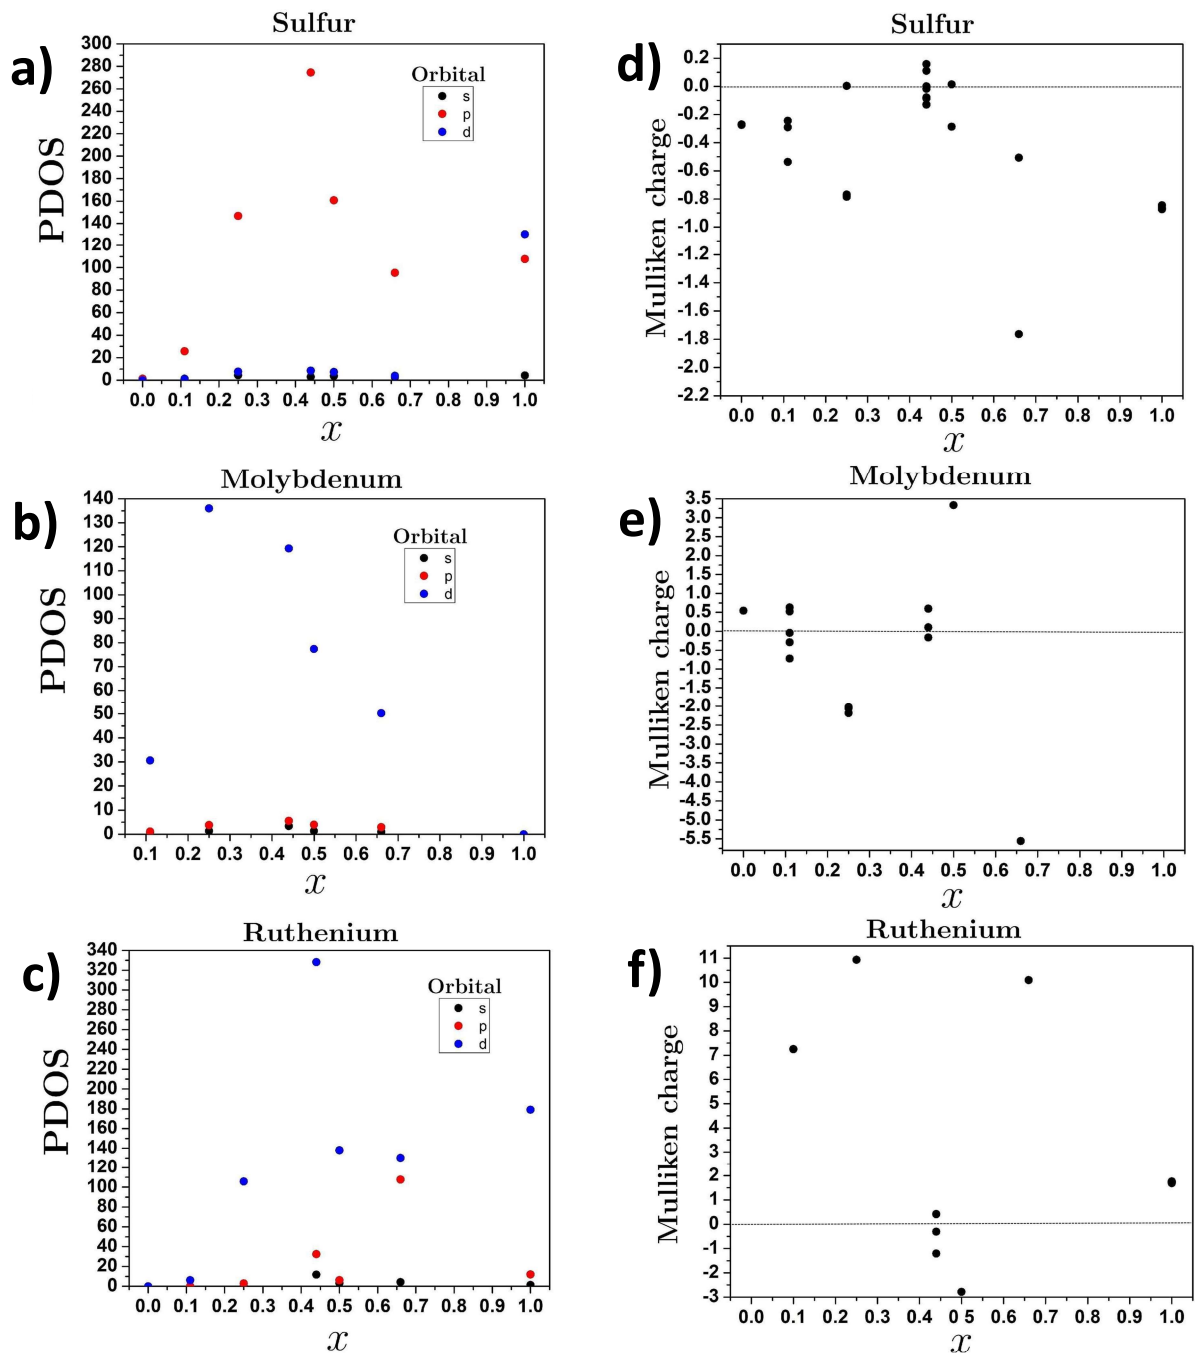 a)
Sulfur
PDOS
300
280
260
240
220
200
180
160
140
120
100
80
60
40
20
0
Orbital
s
p
d
0.0 0.1 0.2 0.3 0.4 0.5 0.6 0.7 0.8 0.9 1.0
x
d)
Sulfur
Mulliken charge
0.2
0.0
-0.2
-0.4
-0.6
-0.8
-1.0
-1.2
-1.4
-1.6
-1.8
-2.0
-2.2
0.0 0.1 0.2 0.3 0.4 0.5 0.6 0.7 0.8 0.9 1.0
x
b)
Molybdenum
PDOS
140
130
120
110
100
90
80
70
60
50
40
30
20
10
0
Orbital
s
p
d
0.1 0.2 0.3 0.4 0.5 0.6 0.7 0.8 0.9 1.0
x
e)
Molybdenum
Mulliken charge
3.5
3.0
2.5
2.0
1.5
1.0
0.5
0.0
-0.5
-1.0
-1.5
-2.0
-2.5
-3.0
-3.5
-4.0
-4.5
-5.0
-5.5
0.0 0.1 0.2 0.3 0.4 0.5 0.6 0.7 0.8 0.9 1.0
x
c)
Ruthenium
PDOS
340
320
300
280
260
240
220
200
180
160
140
120
100
80
60
40
20
0
Orbital
s
p
d
0.0 0.1 0.2 0.3 0.4 0.5 0.6 0.7 0.8 0.9 1.0
x
f)
Ruthenium
Mulliken charge
11
10
9
8
7
6
5
4
3
2
1
0
-1
-2
-3
0.0 0.1 0.2 0.3 0.4 0.5 0.6 0.7 0.8 0.9 1.0
x